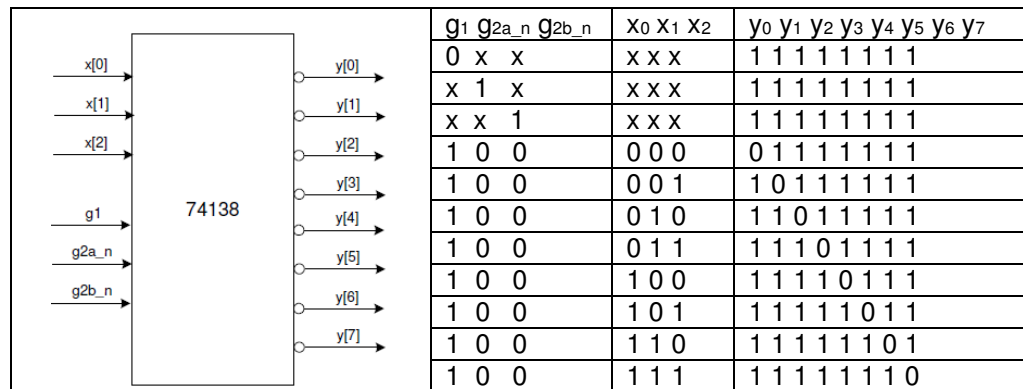 x[0]
x[1]
x[2]
g1
g2a_n
g2b_n
74138
y[0]
y[1]
y[2]
y[3]
y[4]
y[5]
y[6]
y[7]
g1 g2a_n g2b_n x0 x1 x2 y0 y1 y2 y3 y4 y5 y6 y7
0 x x x x x 1 1 1 1 1 1 1 1
x 1 x x x x 1 1 1 1 1 1 1 1
x x 1 x x x 1 1 1 1 1 1 1 1
1 0 0 0 0 0 0 1 1 1 1 1 1 1
1 0 0 0 0 1 1 0 1 1 1 1 1 1
1 0 0 0 1 0 1 1 0 1 1 1 1 1
1 0 0 0 1 1 1 1 1 0 1 1 1 1
1 0 0 1 0 0 1 1 1 1 0 1 1 1
1 0 0 1 0 1 1 1 1 1 1 0 1 1
1 0 0 1 1 0 1 1 1 1 1 1 0 1
1 0 0 1 1 1 1 1 1 1 1 1 1 0